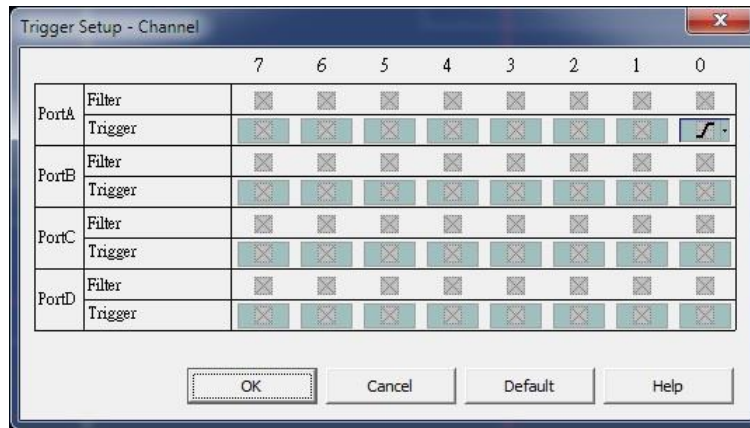 Trigger Setup - Channel
7 6 5 4 3 2 1 0
PortA Filter
Trigger
PortB Filter
Trigger
PortC Filter
Trigger
PortD Filter
Trigger
OK Cancel Default Help